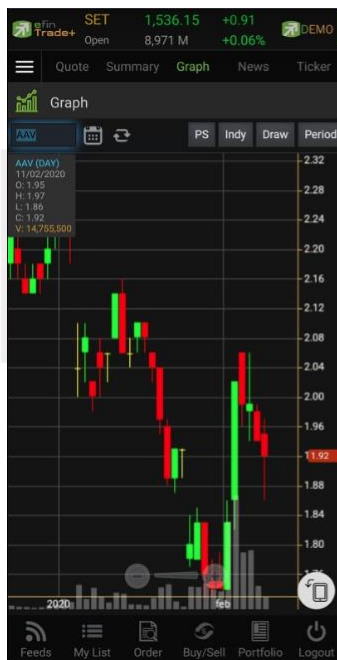 efin Trade+ SET 1,536.15 +0.91 DEMO
Open 8,971 M +0.06%
Quote Summary Graph News Ticker
Graph
AAV PS Indy Draw Period
AAV (DAY)
11/02/2020
O: 1.95
H: 1.97
L: 1.86
C: 1.92
V: 14,755,500
2.32
2.28
2.24
2.20
2.16
2.12
2.08
2.04
2.00
1.96
1.92
1.88
1.84
1.80
2020 feb
Feeds My List Order Buy/Sell Portfolio Logout